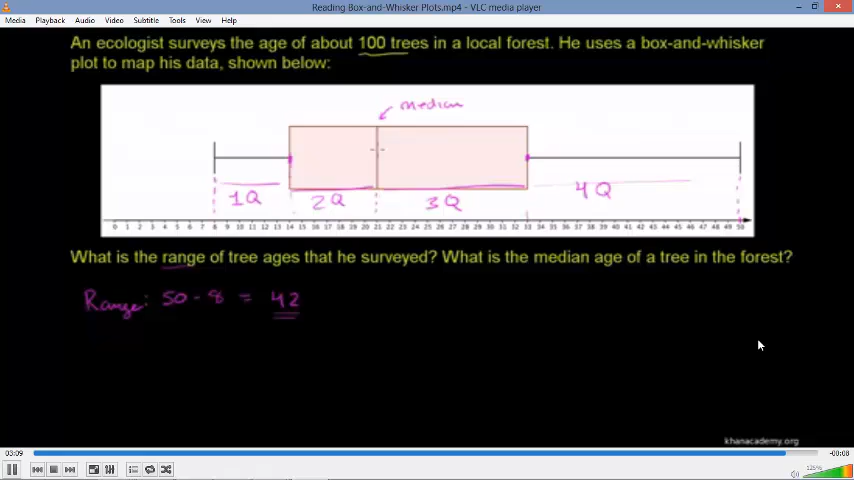 Reading Box-and-Whisker Plots.mp4 - VLC media player
Media Playback Audio Video Subtitle Tools View Help
An ecologist surveys the age of about 100 trees in a local forest. He uses a box-and-whisker
plot to map his data, shown below:
median
1Q 2Q 3Q 4Q
0 1 2 3 4 5 6 7 8 9 10 11 12 13 14 15 16 17 18 19 20 21 22 23 24 25 26 27 28 29 30 31 32 33 34 35 36 37 38 39 40 41 42 43 44 45 46 47 48 49 50
What is the range of tree ages that he surveyed? What is the median age of a tree in the forest?
Range: 50 - 8 = 42
khanacademy.org
03:09 -00:08
125%